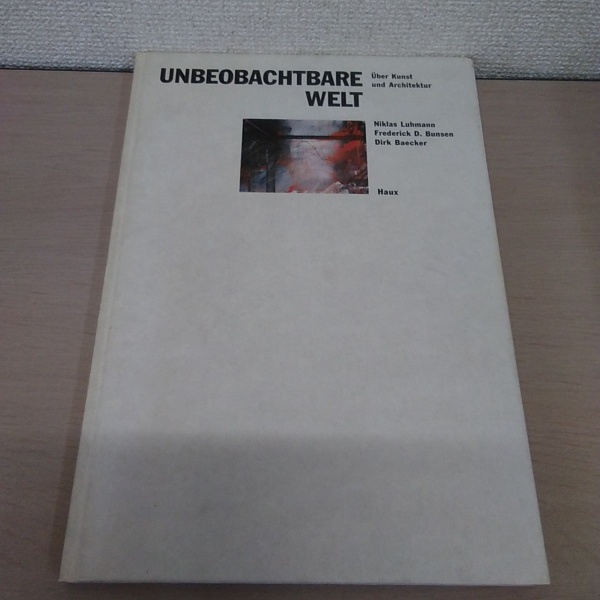 UNBEOBACHTBARE
WELT
Über Kunst
und Architektur
Niklas Luhmann
Frederick D. Bunsen
Dirk Baecker
Haux